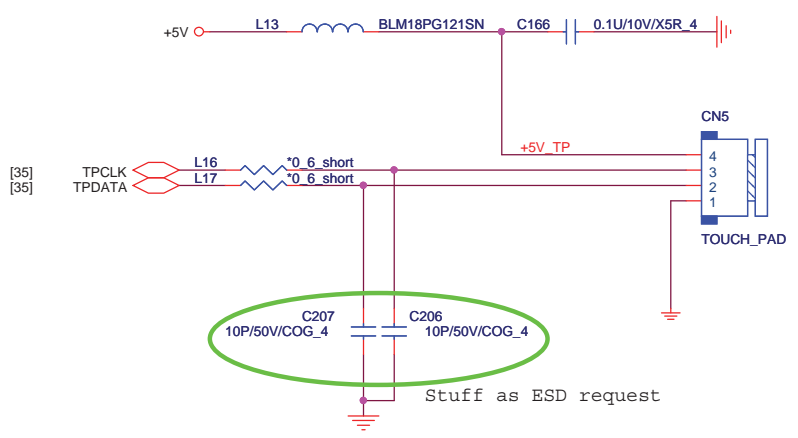 +5V L13 BLM18PG121SN C166 0.1U/10V/X5R_4
CN5
+5V_TP
4
[35] TPCLK L16 *0_6_short 3
[35] TPDATA L17 *0_6_short 2
1
TOUCH_PAD
C207 C206
10P/50V/COG_4 10P/50V/COG_4
Stuff as ESD request